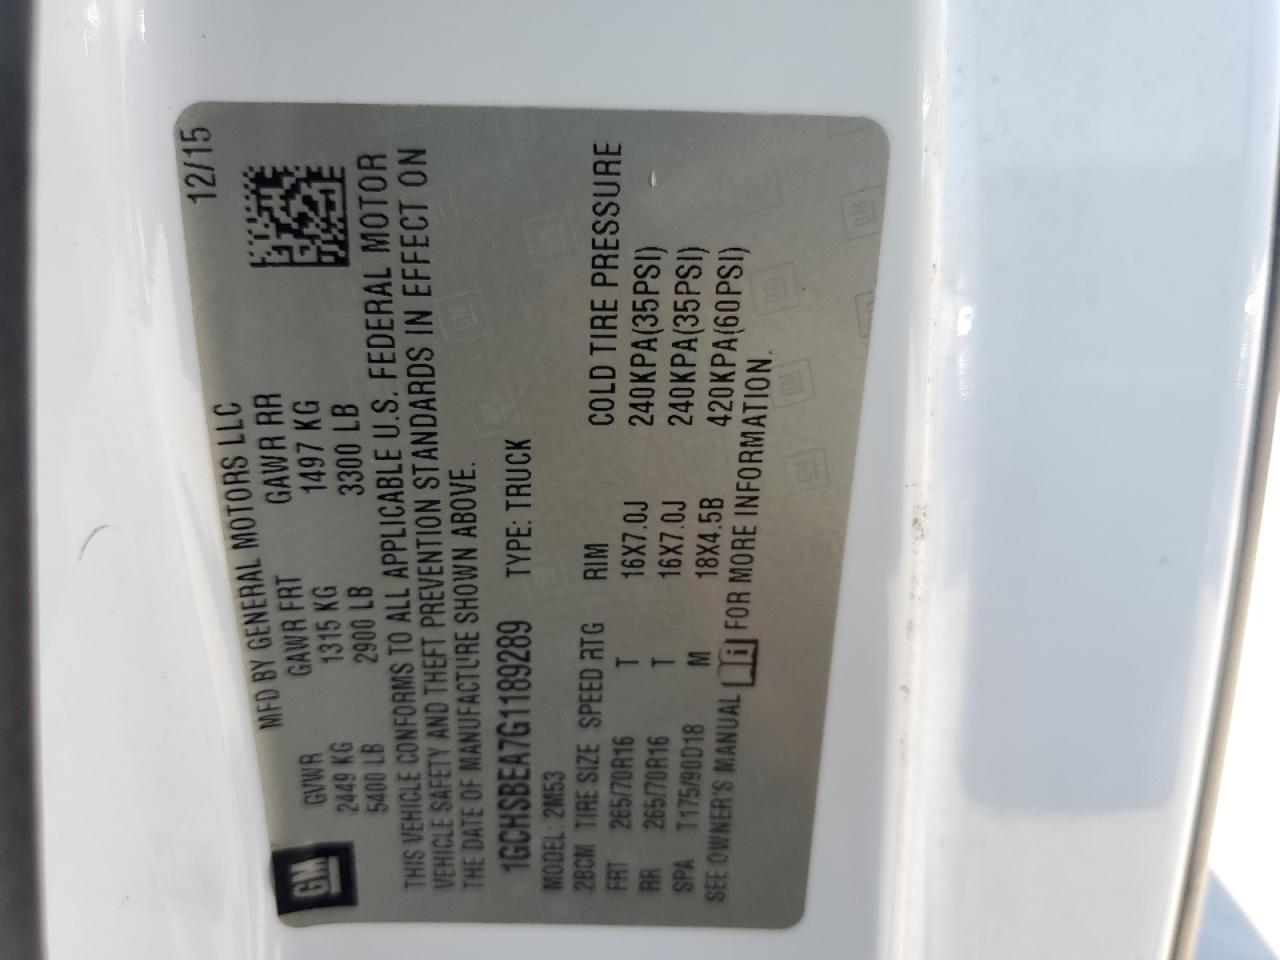 12/15
MFD BY GENERAL MOTORS LLC
GM
GVWR GAWR FRT GAWR RR
2449 KG 1315 KG 1497 KG
5400 LB 2900 LB 3300 LB
THIS VEHICLE CONFORMS TO ALL APPLICABLE U.S. FEDERAL MOTOR
VEHICLE SAFETY AND THEFT PREVENTION STANDARDS IN EFFECT ON
THE DATE OF MANUFACTURE SHOWN ABOVE.
1GCHSBEA7G1189289 TYPE: TRUCK
MODEL: 2M53
2BCM TIRE SIZE SPEED RTG RIM COLD TIRE PRESSURE
FRT 265/70R16 T 16X7.0J 240KPA(35PSI)
RR 265/70R16 T 16X7.0J 240KPA(35PSI)
SPA T175/90D18 M 18X4.5B 420KPA(60PSI)
SEE OWNER'S MANUAL i FOR MORE INFORMATION.